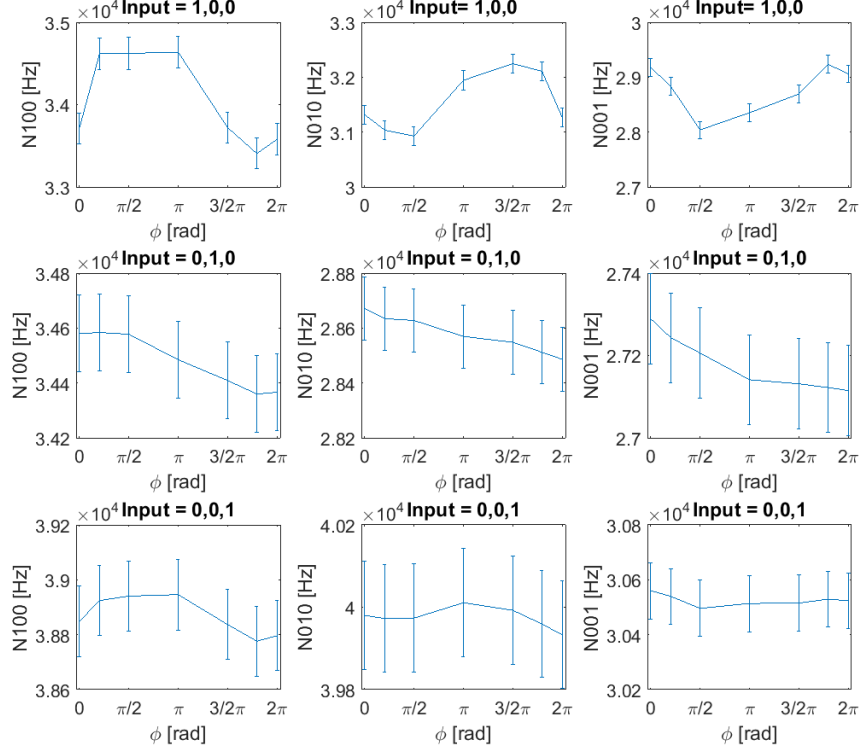 ×10⁴ Input = 1,0,0
N100 [Hz]
3.5
3.4
3.3
0 π/2 π 3/2π 2π
φ [rad]
×10⁴ Input= 1,0,0
N010 [Hz]
3.3
3.2
3.1
3
0 π/2 π 3/2π 2π
φ [rad]
×10⁴ Input = 1,0,0
N001 [Hz]
3
2.9
2.8
2.7
0 π/2 π 3/2π 2π
φ [rad]
×10⁴ Input = 0,1,0
N100 [Hz]
3.48
3.46
3.44
3.42
0 π/2 π 3/2π 2π
φ [rad]
×10⁴ Input = 0,1,0
N010 [Hz]
2.88
2.86
2.84
2.82
0 π/2 π 3/2π 2π
φ [rad]
×10⁴ Input = 0,1,0
N001 [Hz]
2.74
2.72
2.7
0 π/2 π 3/2π 2π
φ [rad]
×10⁴ Input = 0,0,1
N100 [Hz]
3.92
3.9
3.88
3.86
0 π/2 π 3/2π 2π
φ [rad]
×10⁴ Input = 0,0,1
N010 [Hz]
4.02
4
3.98
0 π/2 π 3/2π 2π
φ [rad]
×10⁴ Input = 0,0,1
N001 [Hz]
3.08
3.06
3.04
3.02
0 π/2 π 3/2π 2π
φ [rad]